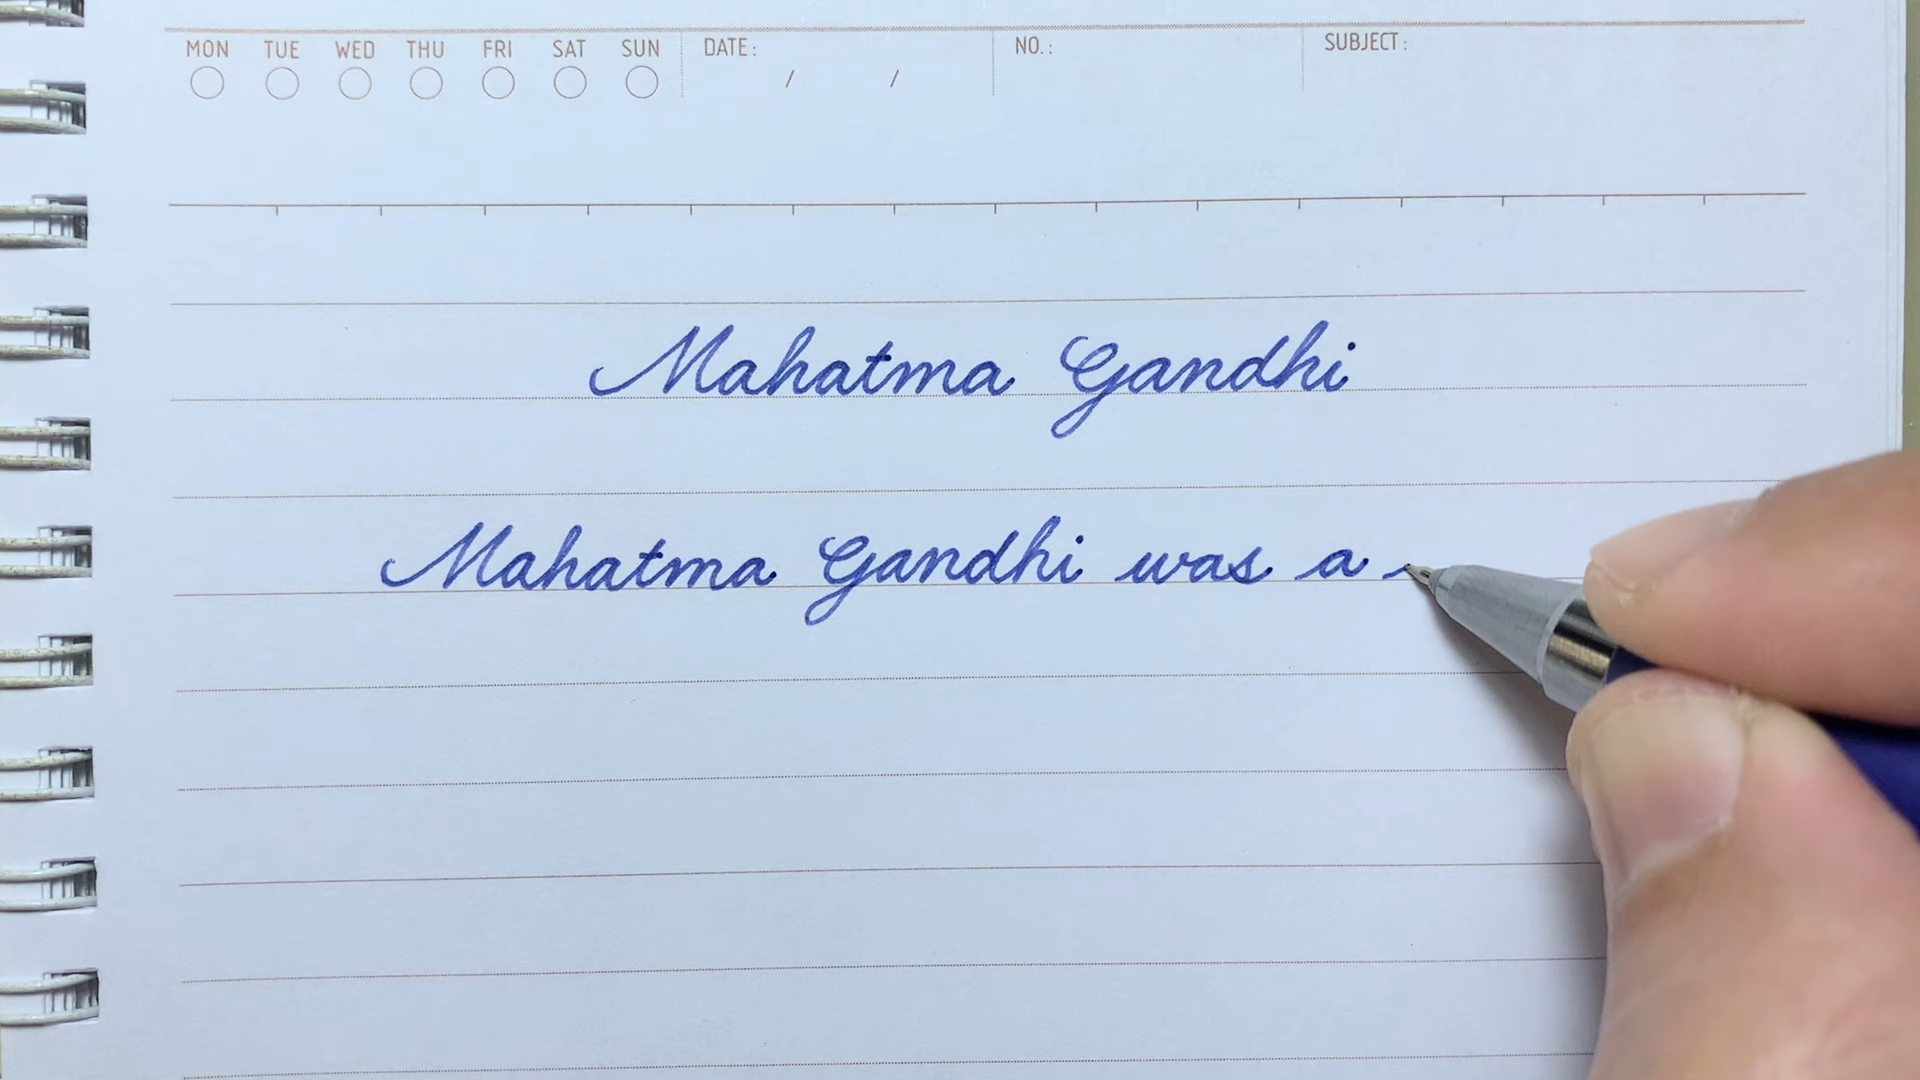 MON TUE WED THU FRI SAT SUN DATE: / / NO.: SUBJECT:
Mahatma Gandhi
Mahatma Gandhi was a